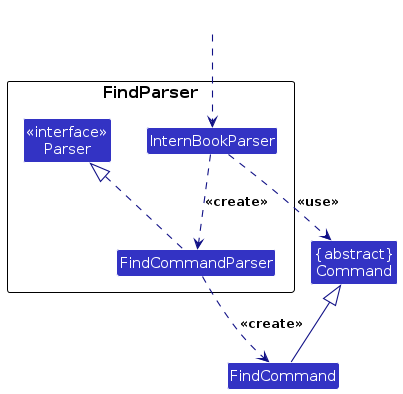 FindParser
«interface»
Parser
InternBookParser
«create»
«use»
{abstract}
Command
FindCommandParser
«create»
FindCommand